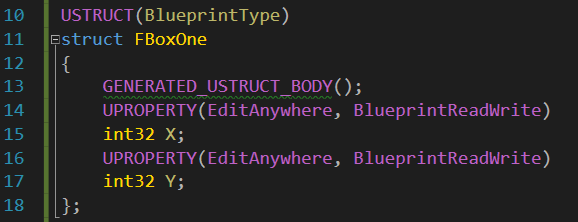 10 USTRUCT(BlueprintType)
11 struct FBoxOne
12 {
13 GENERATED_USTRUCT_BODY();
14 UPROPERTY(EditAnywhere, BlueprintReadWrite)
15 int32 X;
16 UPROPERTY(EditAnywhere, BlueprintReadWrite)
17 int32 Y;
18 };